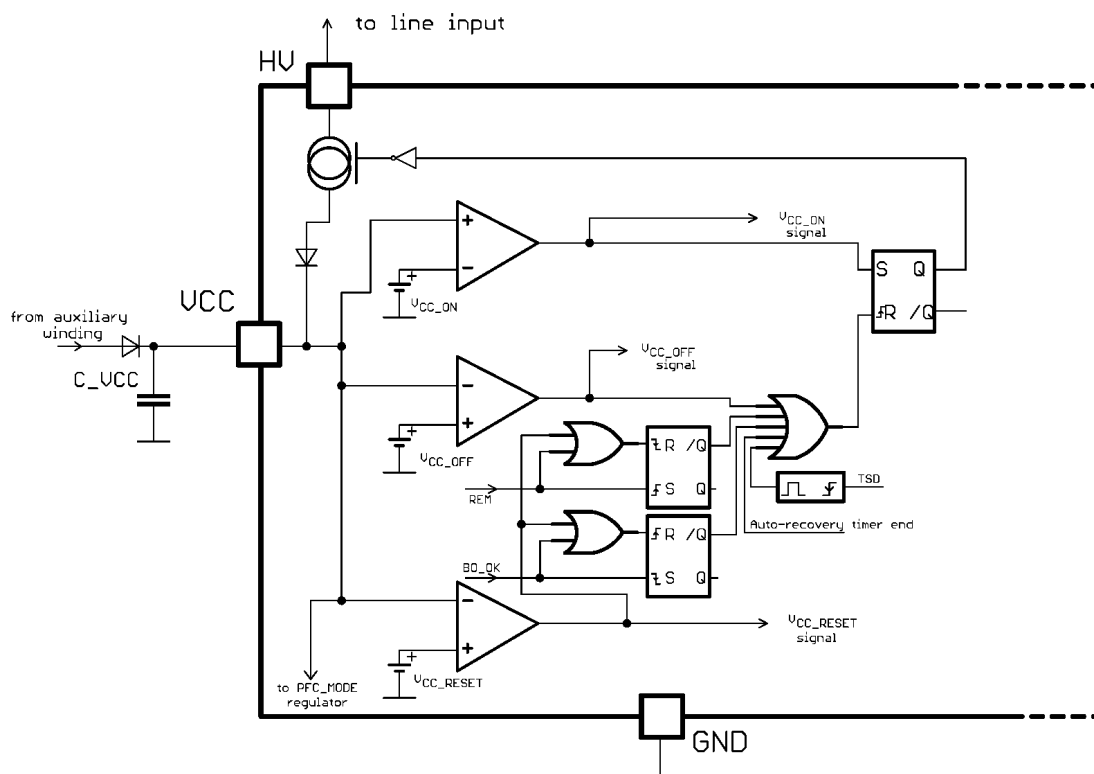 to line input
HV
+
-
VCC_ON
VCC_ON
signal
S Q
R /Q
VCC
from auxiliary
winding
C_VCC
-
+
VCC_OFF
VCC_OFF
signal
R /Q
S Q
REM
TSD
Auto-recovery timer end
R /Q
S Q
BO_OK
-
+
VCC_RESET
VCC_RESET
signal
to PFC_MODE
regulator
GND
+
+
+